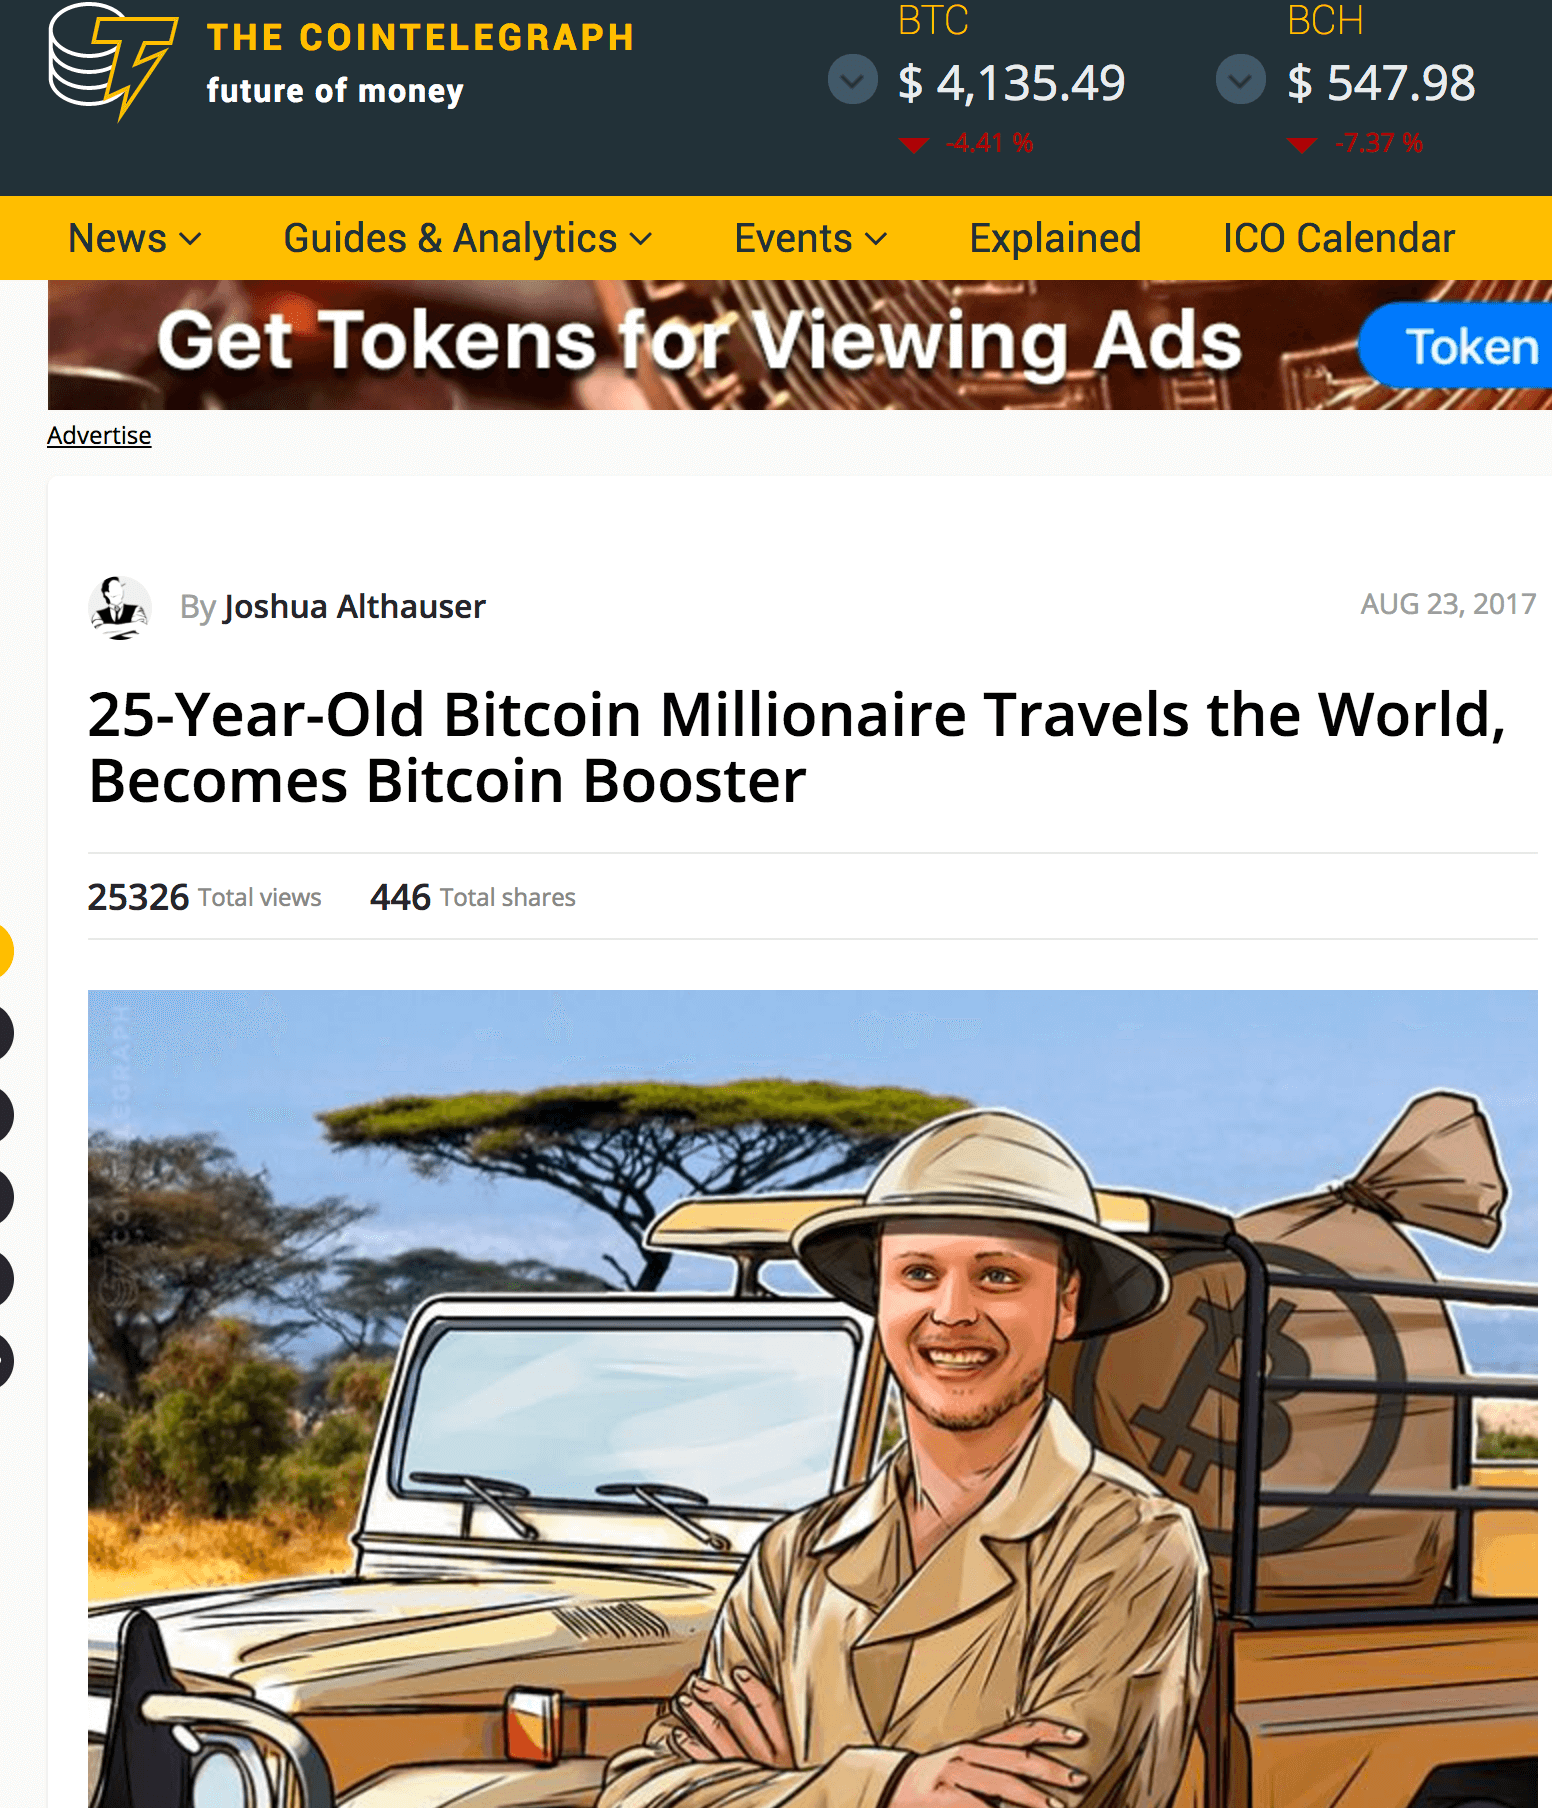 THE COINTELEGRAPH
future of money
BTC
$ 4,135.49
-4.41 %
BCH
$ 547.98
-7.37 %
News
Guides & Analytics
Events
Explained
ICO Calendar
Get Tokens for Viewing Ads
Token
Advertise
By Joshua Althauser
AUG 23, 2017
25-Year-Old Bitcoin Millionaire Travels the World,
Becomes Bitcoin Booster
25326 Total views
446 Total shares